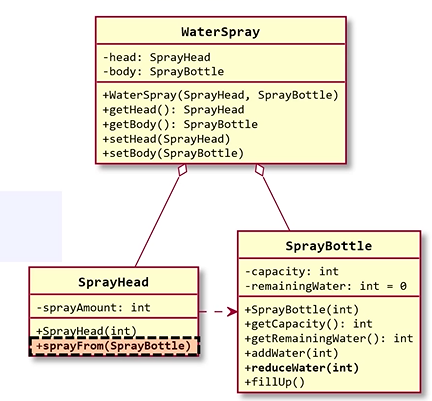 WaterSpray
-head: SprayHead
-body: SprayBottle
+WaterSpray(SprayHead, SprayBottle)
+getHead(): SprayHead
+getBody(): SprayBottle
+setHead(SprayHead)
+setBody(SprayBottle)
SprayHead
-sprayAmount: int
+SprayHead(int)
+sprayFrom(SprayBottle)
SprayBottle
-capacity: int
-remainingWater: int = 0
+SprayBottle(int)
+getCapacity(): int
+getRemainingWater(): int
+addWater(int)
+reduceWater(int)
+fillUp()